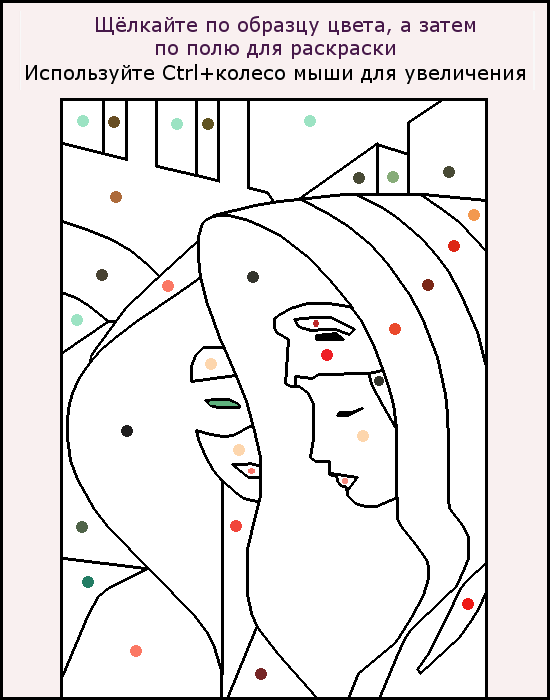 Щёлкайте по образцу цвета, а затем
по полю для раскраски
Используйте Ctrl+колесо мыши для увеличения